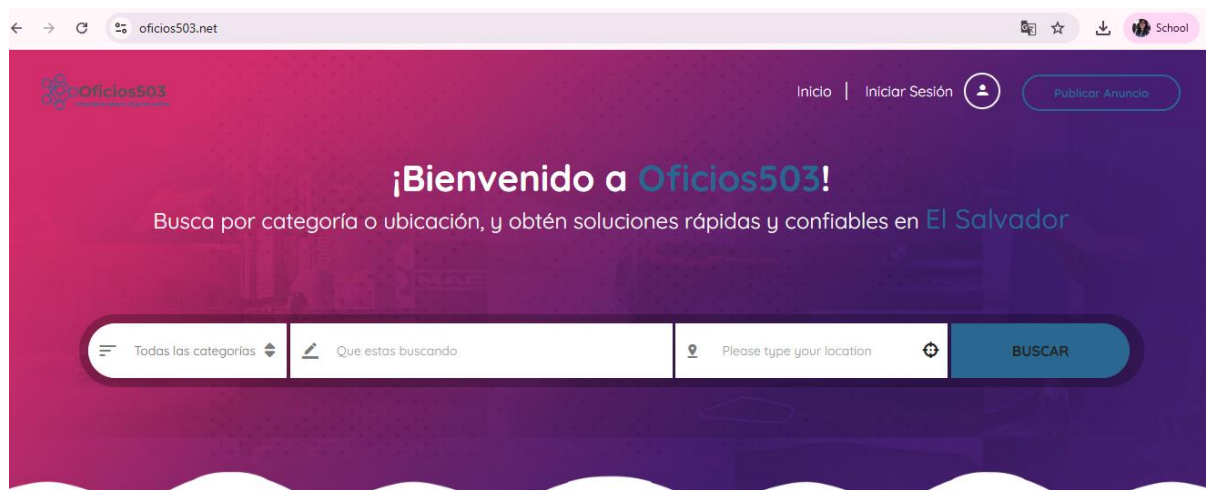 oficios503.net
School
Oficios503
Inicio | Iniciar Sesión
Publicar Anuncio
¡Bienvenido a Oficios503!
Busca por categoría o ubicación, y obtén soluciones rápidas y confiables en El Salvador
Todas las categorías
Que estas buscando
Please type your location
BUSCAR